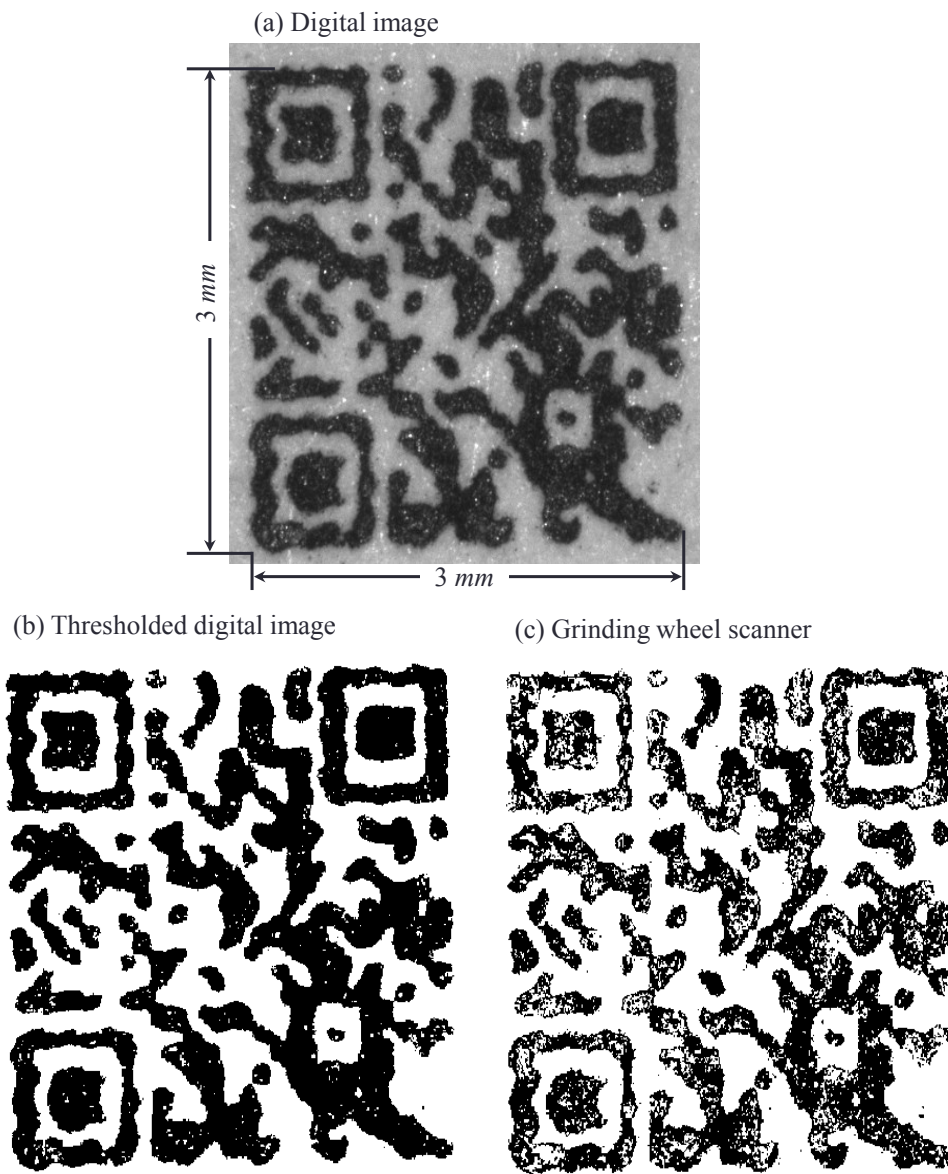 (a) Digital image
3 mm
3 mm
(b) Thresholded digital image
(c) Grinding wheel scanner